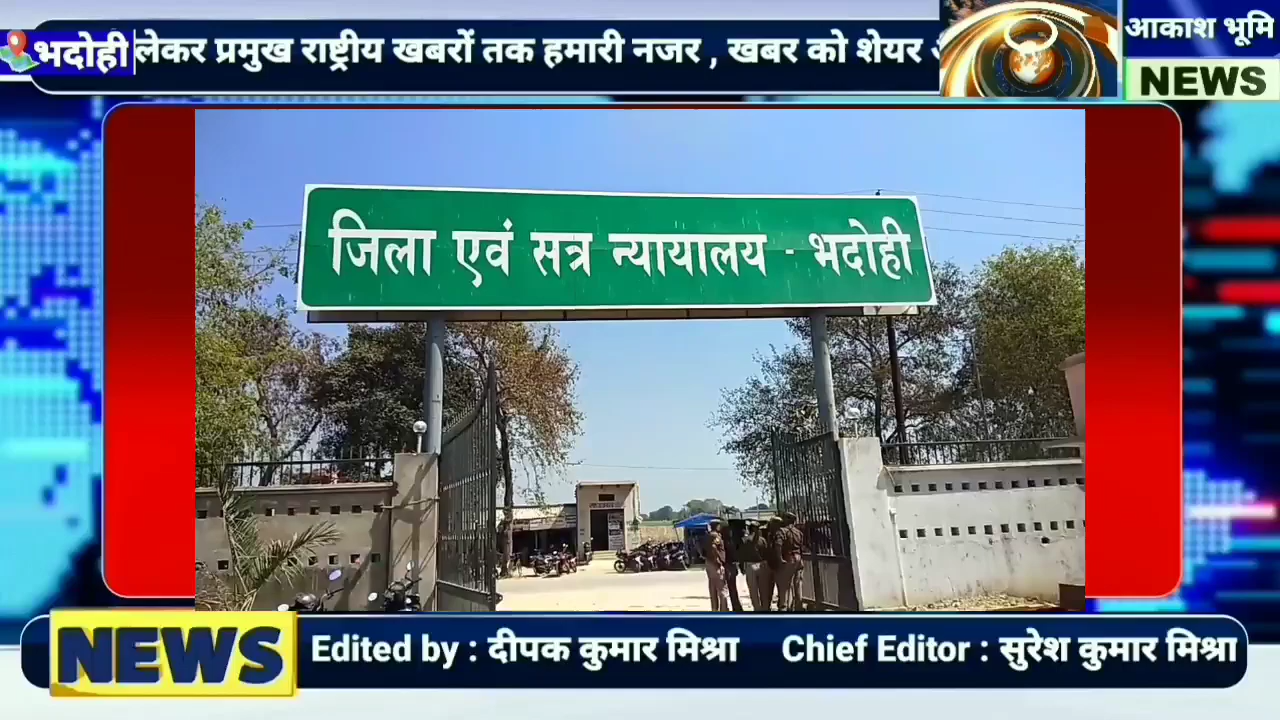 भदोही
लेकर प्रमुख राष्ट्रीय खबरों तक हमारी नजर , खबर को शेयर
आकाश भूमि
NEWS
जिला एवं सत्र न्यायालय - भदोही
NEWS
Edited by : दीपक कुमार मिश्रा
Chief Editor : सुरेश कुमार मिश्रा